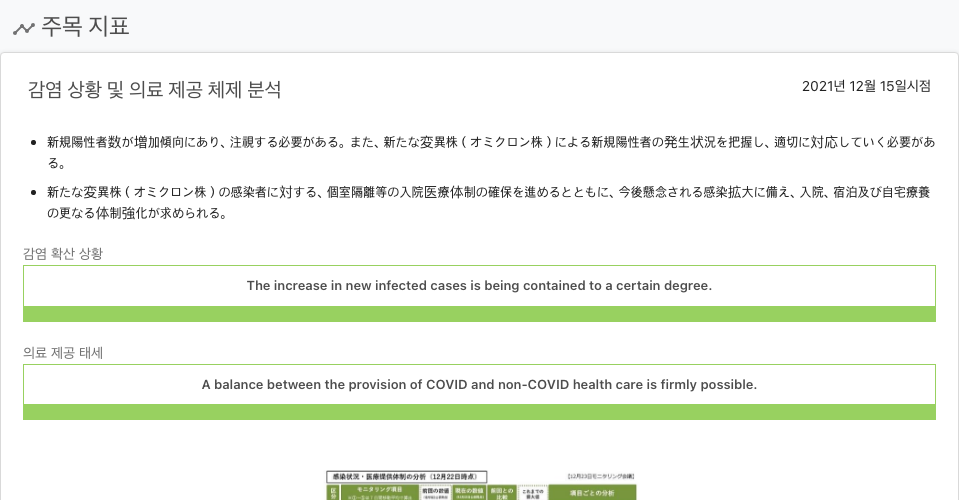 주목 지표
감염 상황 및 의료 제공 체제 분석
2021년 12월 15일시점
新規陽性者数が増加傾向にあり、注視する必要がある。また、新たな変異株（オミクロン株）による新規陽性者の発生状況を把握し、適切に対応していく必要があ
る。
新たな変異株（オミクロン株）の感染者に対する、個室隔離等の入院医療体制の確保を進めるとともに、今後懸念される感染拡大に備え、入院、宿泊及び自宅療養
の更なる体制強化が求められる。
감염 확산 상황
The increase in new infected cases is being contained to a certain degree.
의료 제공 태세
A balance between the provision of COVID and non-COVID health care is firmly possible.
感染状況・医療提供体制の分析（12月22日時点）
【12月23日モニタリング会議】
区
モニタリング項目
前回の数値
現在の数値
前回との
これまでの
項目ごとの分析